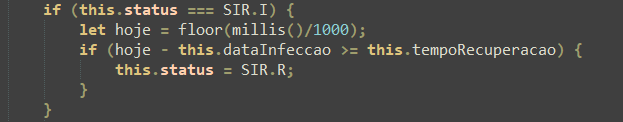 if (this.status === SIR.I) {
let hoje = floor(millis()/1000);
if (hoje - this.dataInfeccao >= this.tempoRecuperacao) {
this.status = SIR.R;
}
}